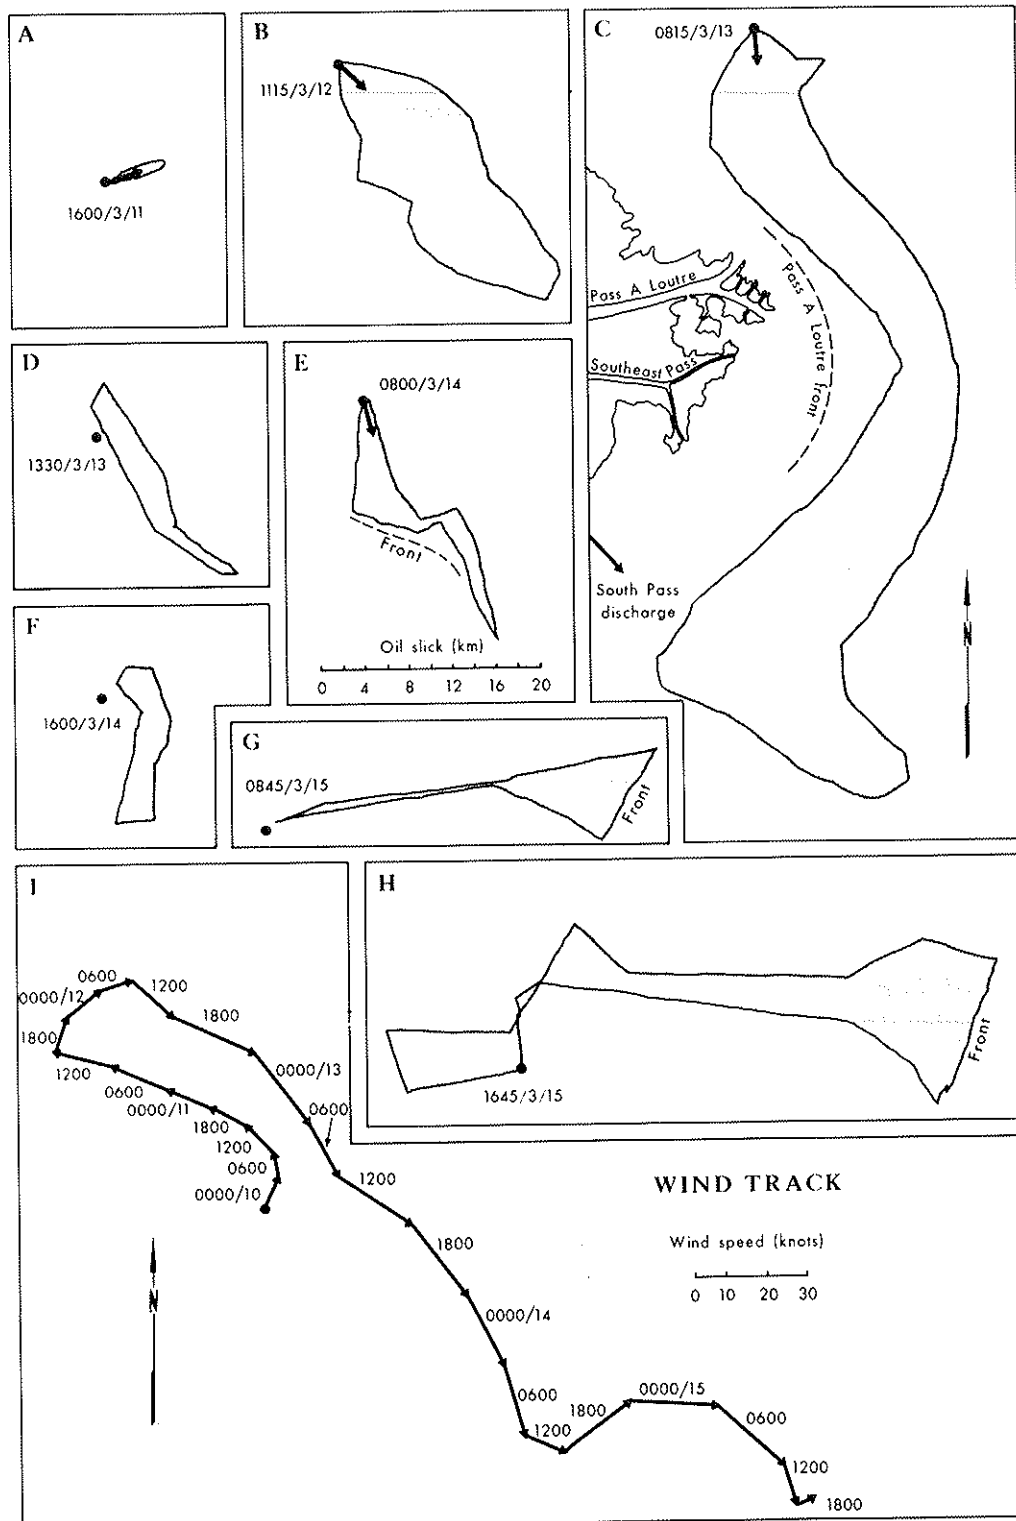 A
1600/3/11
B
1115/3/12
C
0815/3/13
Pass A Loutre
Pass A Loutre front
Southeast Pass
South Pass
discharge
N
D
1330/3/13
E
0800/3/14
Front
Oil slick (km)
0 4 8 12 16 20
F
1600/3/14
G
0845/3/15
Front
H
1645/3/15
Front
I
0000/10
0600
1200
1800
0000/11
0600
1200
1800
0000/12
0600
1200
1800
0000/13
0600
1200
1800
0000/14
0600
1200
1800
0000/15
0600
1200
1800
N
WIND TRACK
Wind speed (knots)
0 10 20 30